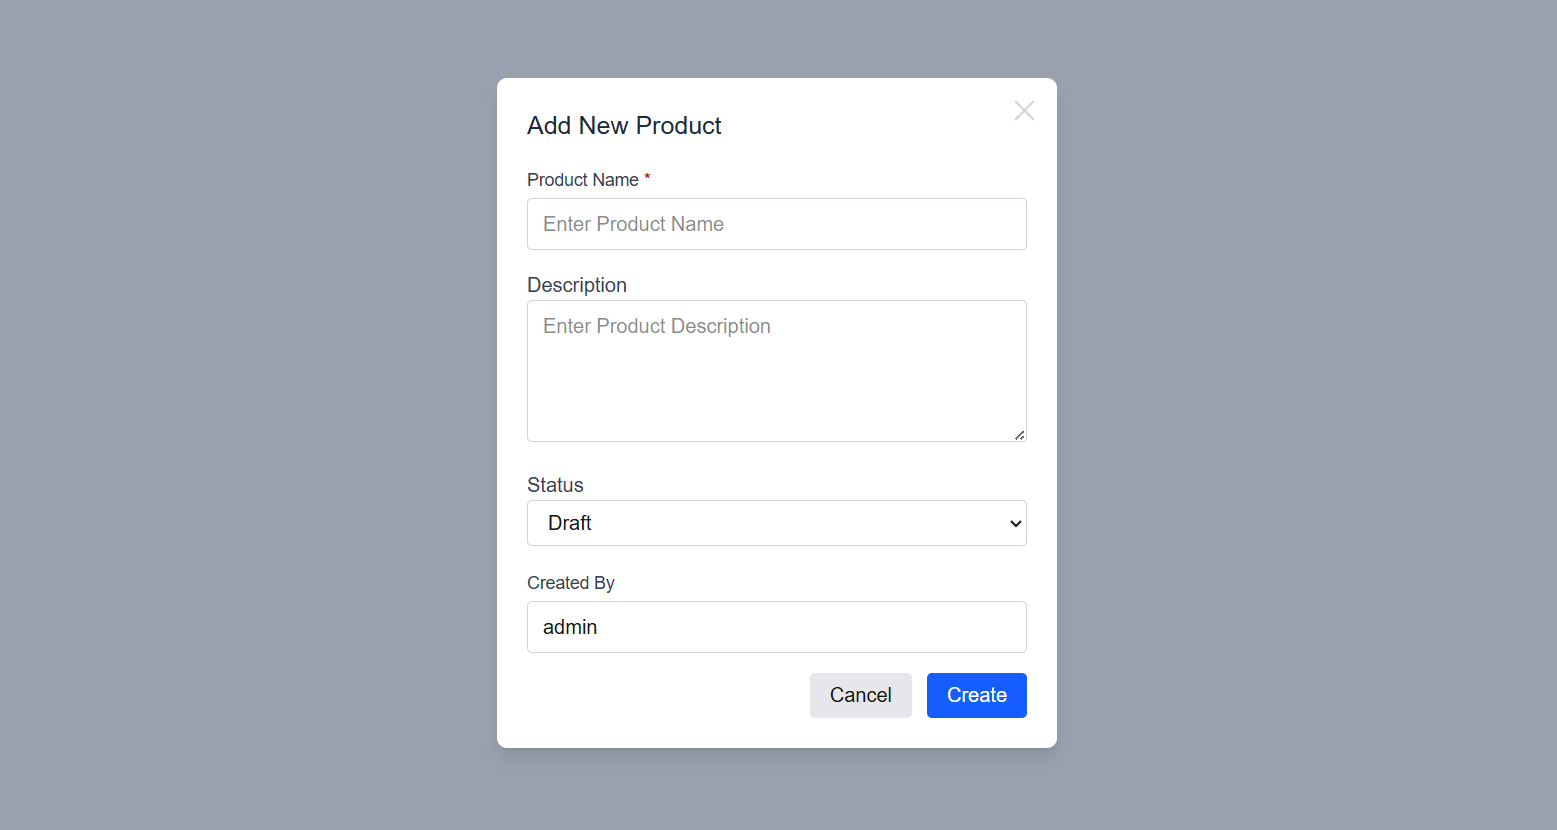 Add New Product
Product Name *
Enter Product Name
Description
Enter Product Description
Status
Draft
Created By
admin
Cancel Create